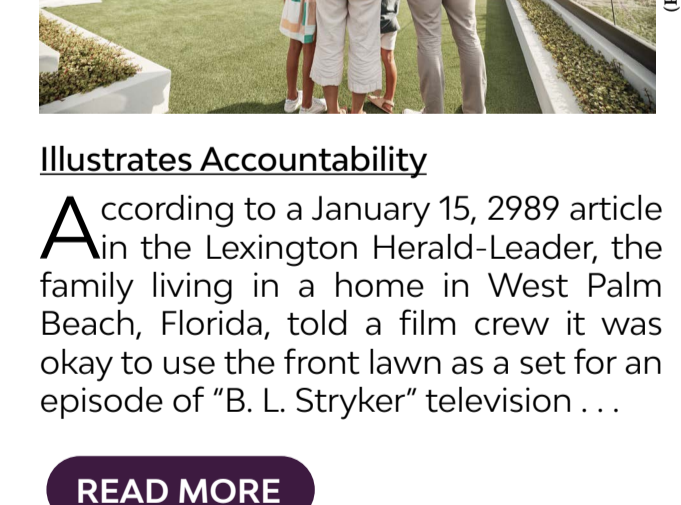 Illustrates Accountability
According to a January 15, 2989 article
in the Lexington Herald-Leader, the
family living in a home in West Palm
Beach, Florida, told a film crew it was
okay to use the front lawn as a set for an
episode of “B. L. Stryker” television . . .
READ MORE